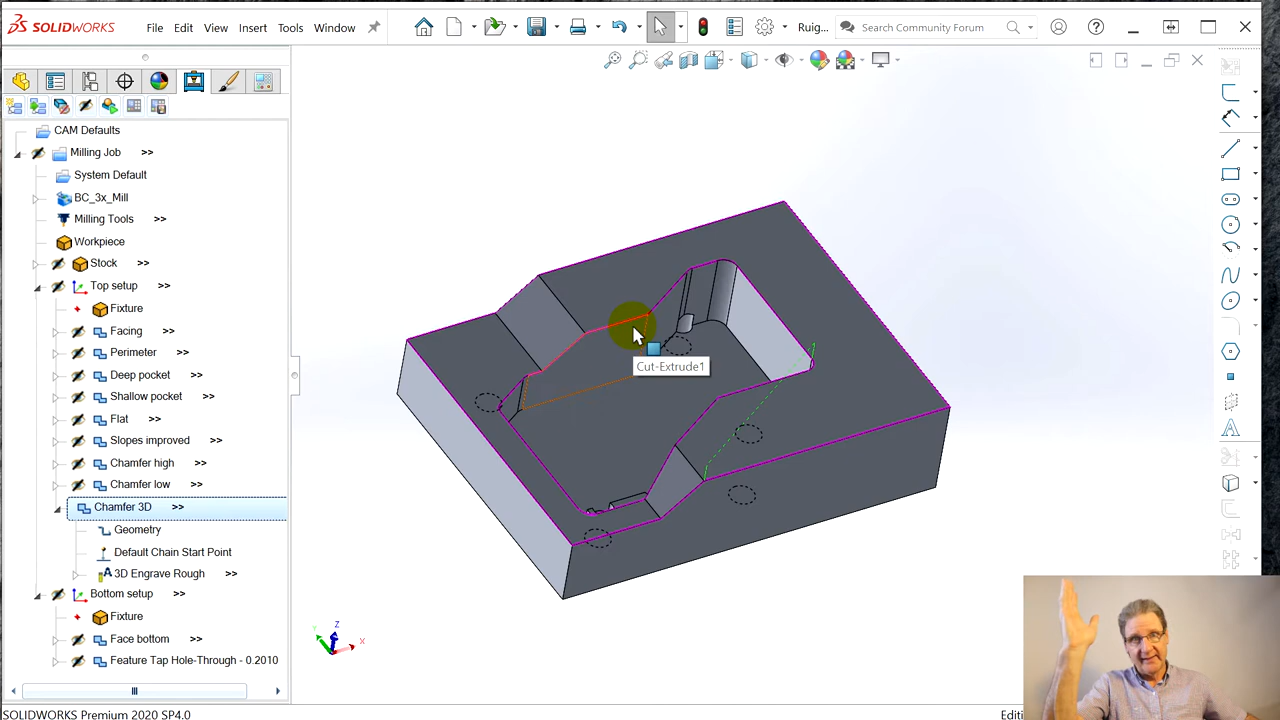 SOLIDWORKS File Edit View Insert Tools Window Ruig... Search Community Forum
CAM Defaults
Milling Job >>
System Default
BC_3x_Mill
Milling Tools >>
Workpiece
Stock >>
Top setup >>
Fixture
Facing >>
Perimeter >>
Deep pocket >>
Shallow pocket >>
Flat >>
Slopes improved >>
Chamfer high >>
Chamfer low >>
Chamfer 3D >>
Geometry
Default Chain Start Point
3D Engrave Rough >>
Bottom setup >>
Fixture
Face bottom >>
Feature Tap Hole-Through - 0.2010
Cut-Extrude1
Z
Y
X
SOLIDWORKS Premium 2020 SP4.0
Editi